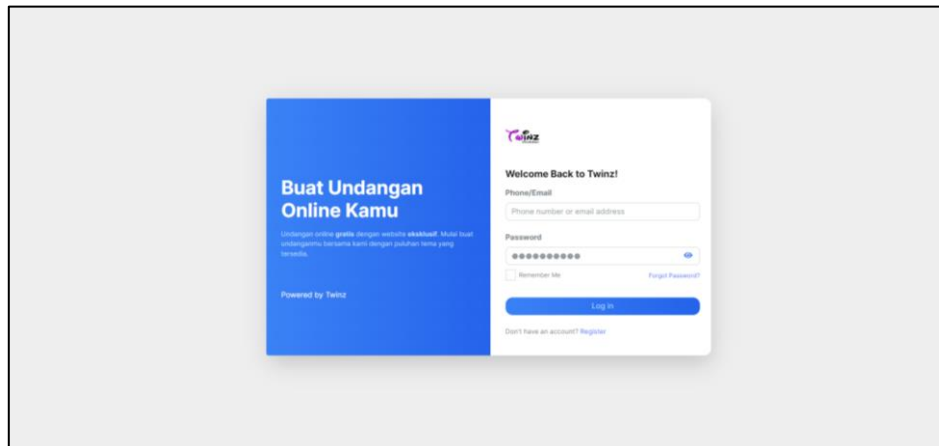 Buat Undangan
Online Kamu
Undangan online gratis dengan website eksklusif. Mulai buat
undanganmu bersama kami dengan puluhan tema yang
tersedia.
Powered by Twinz
Twinz
Welcome Back to Twinz!
Phone/Email
Phone number or email address
Password
Remember Me
Forgot Password?
Log in
Don't have an account? Register